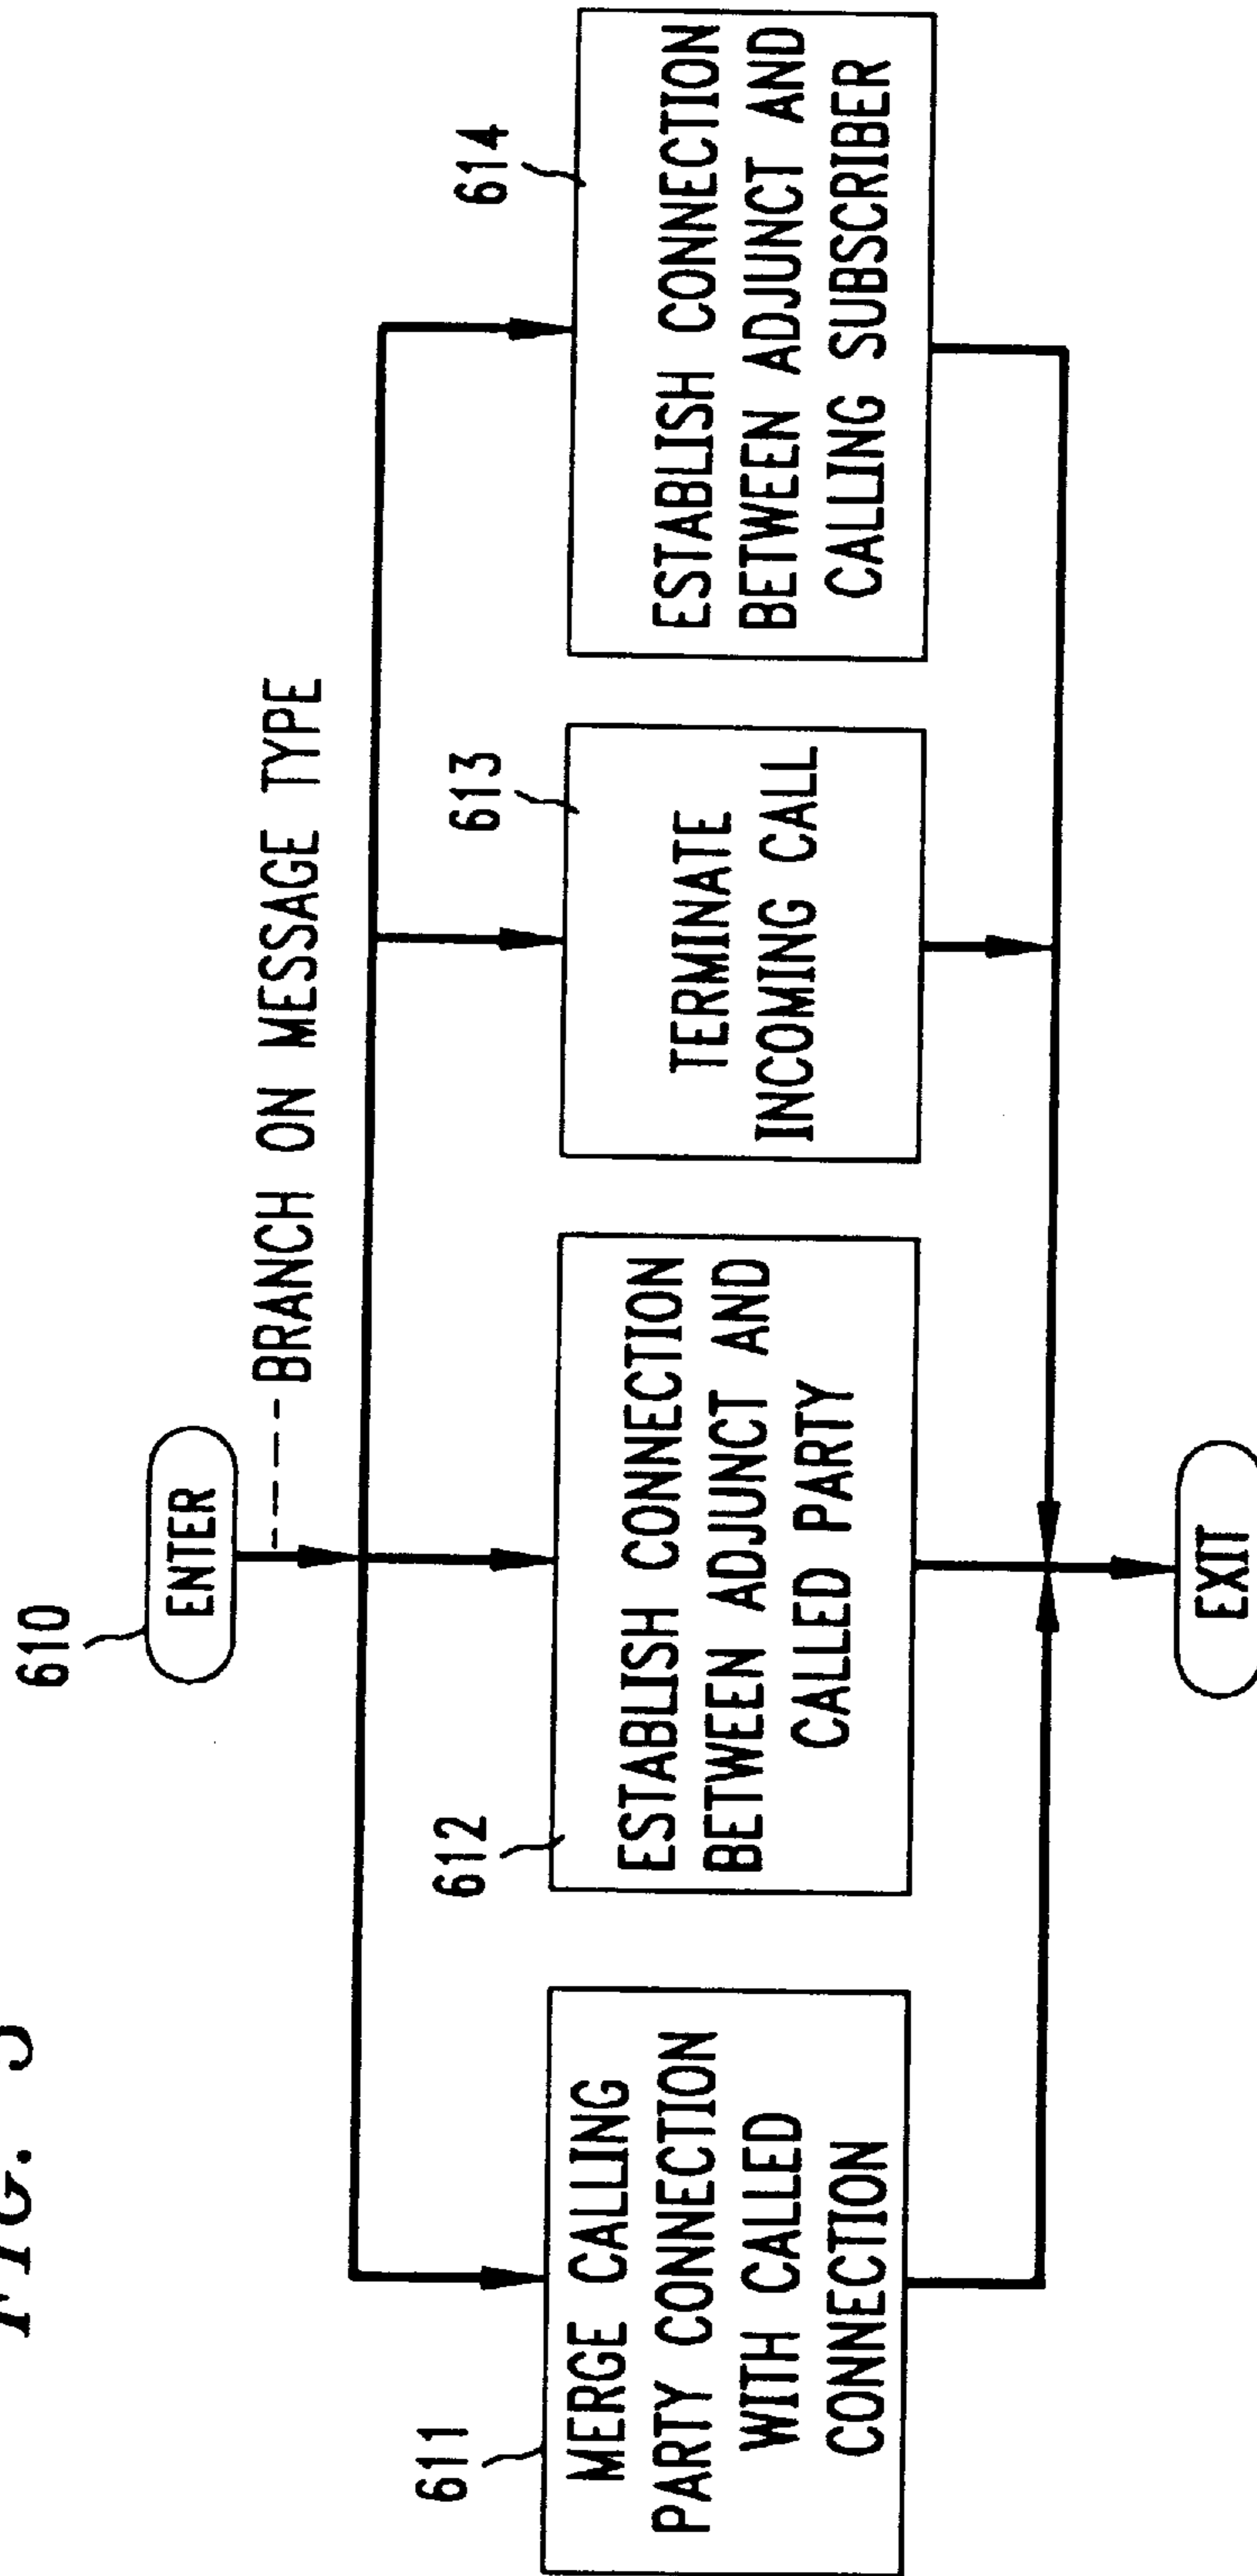 FIG.
610
ENTER
BRANCH ON MESSAGE TYPE
611
MERGE CALLING
PARTY CONNECTION
WITH CALLED
CONNECTION
612
ESTABLISH CONNECTION
BETWEEN ADJUNCT AND
CALLED PARTY
613
TERMINATE
INCOMING CALL
614
ESTABLISH CONNECTION
BETWEEN ADJUNCT AND
CALLING SUBSCRIBER
EXIT